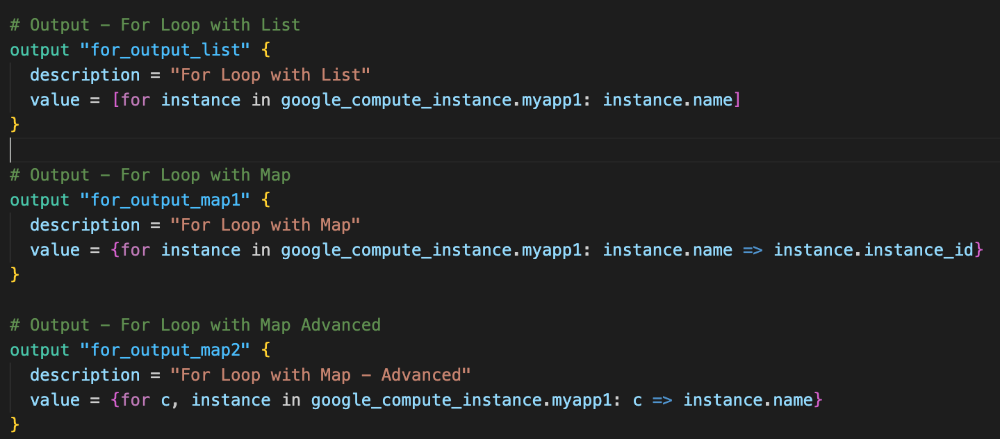 # Output - For Loop with List
output "for_output_list" {
  description = "For Loop with List"
  value = [for instance in google_compute_instance.myapp1: instance.name]
}

# Output - For Loop with Map
output "for_output_map1" {
  description = "For Loop with Map"
  value = {for instance in google_compute_instance.myapp1: instance.name => instance.instance_id}
}

# Output - For Loop with Map Advanced
output "for_output_map2" {
  description = "For Loop with Map - Advanced"
  value = {for c, instance in google_compute_instance.myapp1: c => instance.name}
}